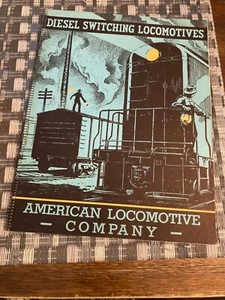 DIESEL SWITCHING LOCOMOTIVES
AMERICAN LOCOMOTIVE
— COMPANY —